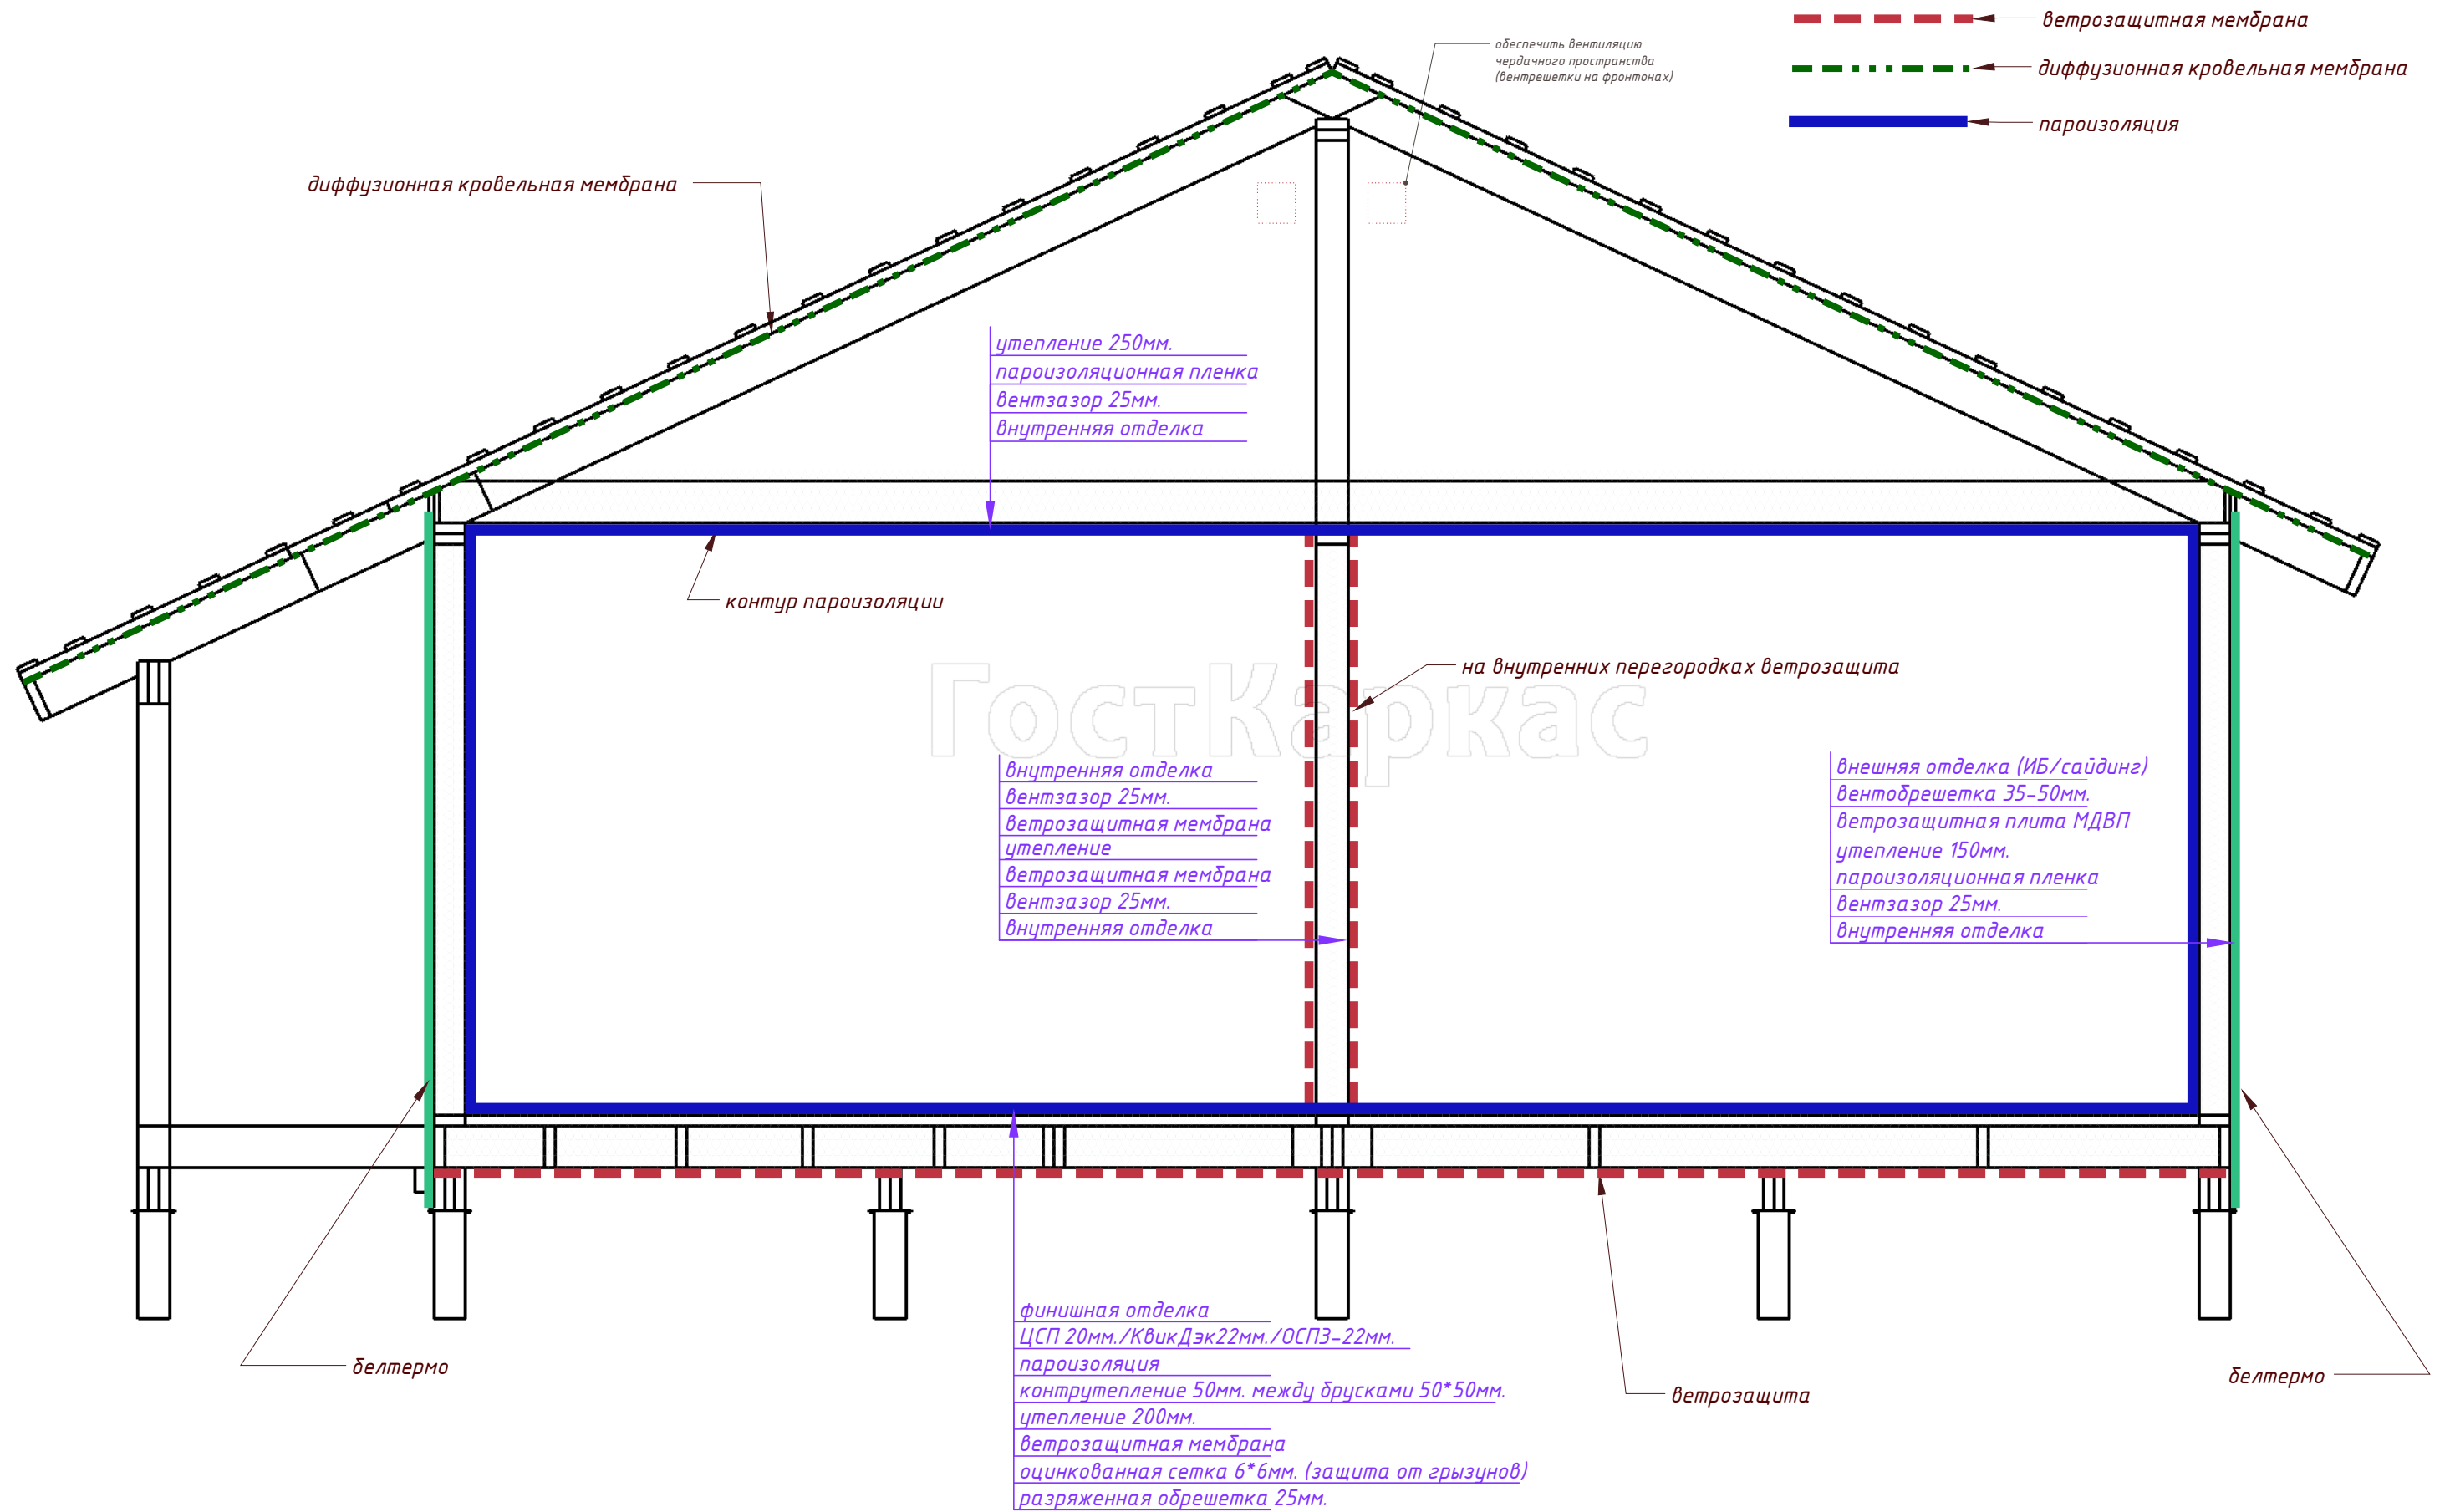 ветрозащитная мембрана
обеспечить вентиляцию
чердачного пространства
(вентрешетки на фронтонах)
диффузионная кровельная мембрана
пароизоляция
диффузионная кровельная мембрана
утепление 250мм.
пароизоляционная пленка
вентзазор 25мм.
внутренняя отделка
контур пароизоляции
на внутренних перегородках ветрозащита
ГостКаркас
внутренняя отделка
вентзазор 25мм.
ветрозащитная мембрана
утепление
ветрозащитная мембрана
вентзазор 25мм.
внутренняя отделка
внешняя отделка (ИБ/сайдинг)
вентобрешетка 35-50мм.
ветрозащитная плита МДВП
утепление 150мм.
пароизоляционная пленка
вентзазор 25мм.
внутренняя отделка
финишная отделка
ЦСП 20мм./КвикДэк22мм./ОСП3-22мм.
пароизоляция
контрутепление 50мм. между брусками 50*50мм.
утепление 200мм.
ветрозащитная мембрана
оцинкованная сетка 6*6мм. (защита от грызунов)
разряженная обрешетка 25мм.
белтермо
ветрозащита
белтермо